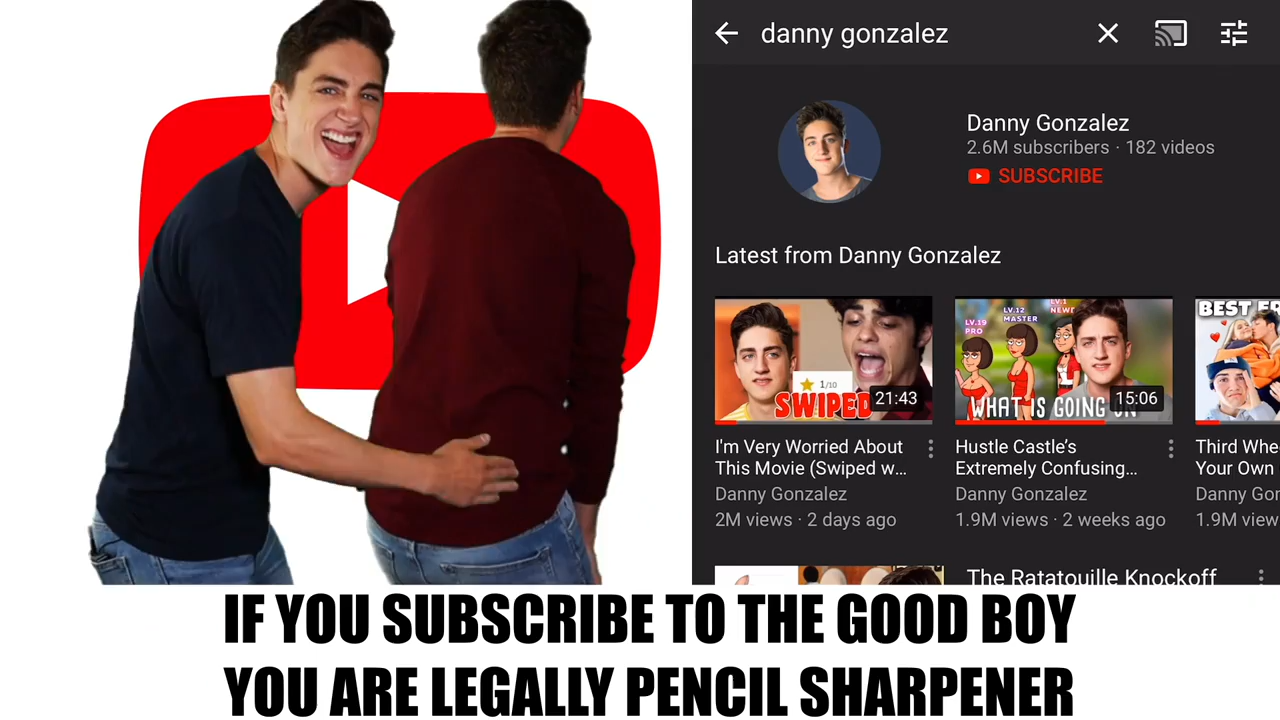 danny gonzalez
Danny Gonzalez
2.6M subscribers · 182 videos
SUBSCRIBE
Latest from Danny Gonzalez
1/10
SWIPED
21:43
LV.19
PRO
LV.12
MASTER
LV.1
WHAT IS GOING ON
15:06
BEST
I'm Very Worried About
This Movie (Swiped w...
Danny Gonzalez
2M views · 2 days ago
Hustle Castle's
Extremely Confusing...
Danny Gonzalez
1.9M views · 2 weeks ago
Third Whe
Your Own
Danny Gon
1.9M view
The Ratatouille Knockoff
IF YOU SUBSCRIBE TO THE GOOD BOY
YOU ARE LEGALLY PENCIL SHARPENER